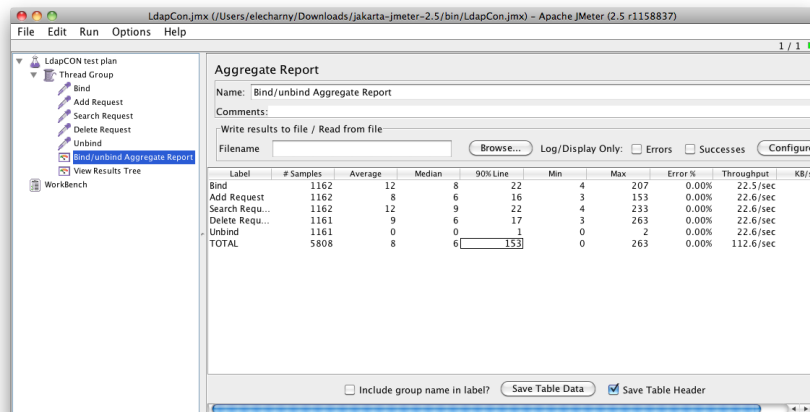 LdapCon.jmx (/Users/elecharny/Downloads/jakarta-jmeter-2.5/bin/LdapCon.jmx) – Apache JMeter (2.5 r1158837)
File Edit Run Options Help
1 / 1
LdapCON test plan
Thread Group
Bind
Add Request
Search Request
Delete Request
Unbind
Bind/unbind Aggregate Report
View Results Tree
WorkBench
Aggregate Report
Name: Bind/unbind Aggregate Report
Comments:
Write results to file / Read from file
Filename Browse... Log/Display Only: Errors Successes Configure
Label # Samples Average Median 90% Line Min Max Error % Throughput KB/s
Bind 1162 12 8 22 4 207 0.00% 22.5/sec
Add Request 1162 8 6 16 3 153 0.00% 22.6/sec
Search Requ... 1162 12 9 22 4 233 0.00% 22.6/sec
Delete Requ... 1161 9 6 17 3 263 0.00% 22.6/sec
Unbind 1161 0 0 1 0 2 0.00% 22.6/sec
TOTAL 5808 8 6 153 0 263 0.00% 112.6/sec
Include group name in label? Save Table Data Save Table Header